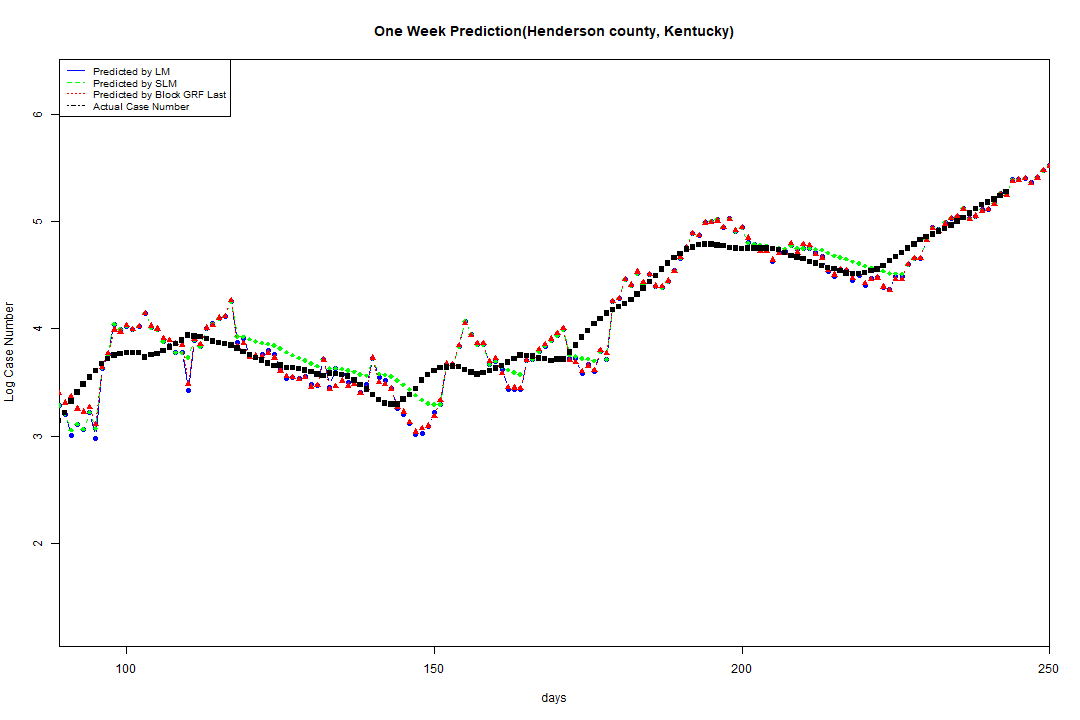 One Week Prediction(Henderson county, Kentucky)
Predicted by LM
Predicted by SLM
Predicted by Block GRF Last
Actual Case Number
6
5
4
3
2
Log Case Number
100
150
200
250
days